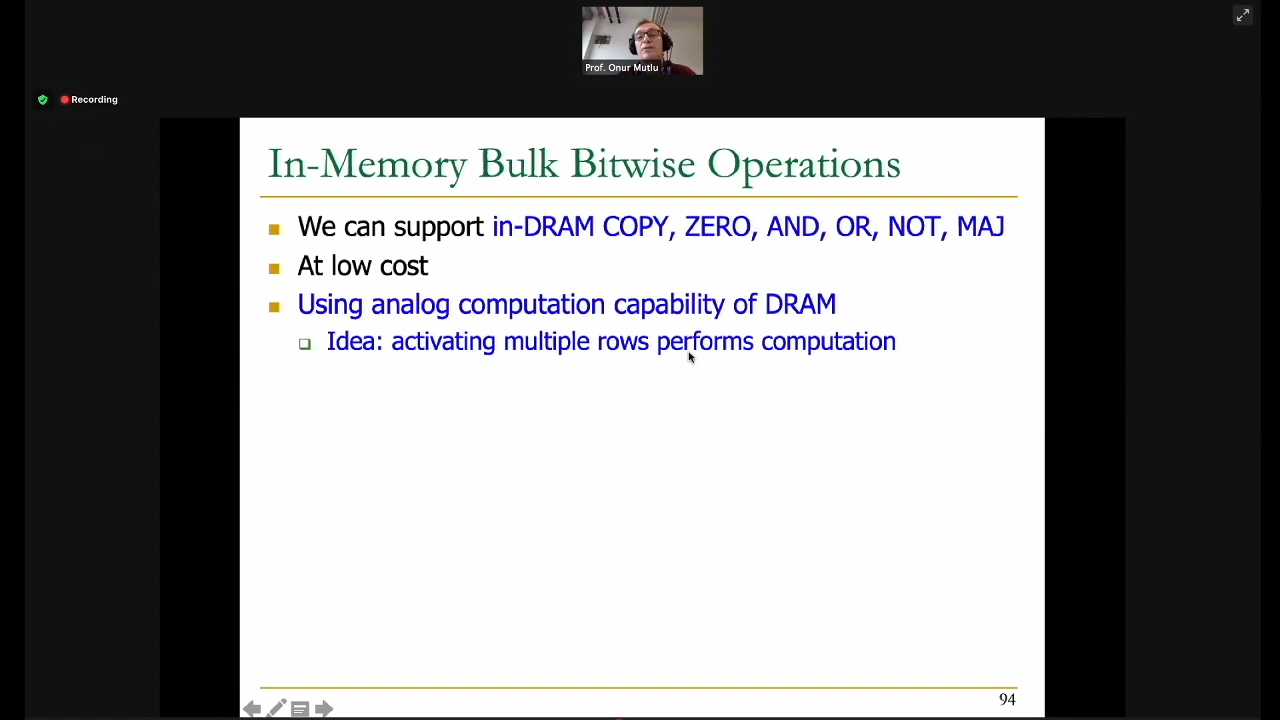 Prof. Onur Mutlu
Recording
In-Memory Bulk Bitwise Operations
We can support in-DRAM COPY, ZERO, AND, OR, NOT, MAJ
At low cost
Using analog computation capability of DRAM
Idea: activating multiple rows performs computation
94